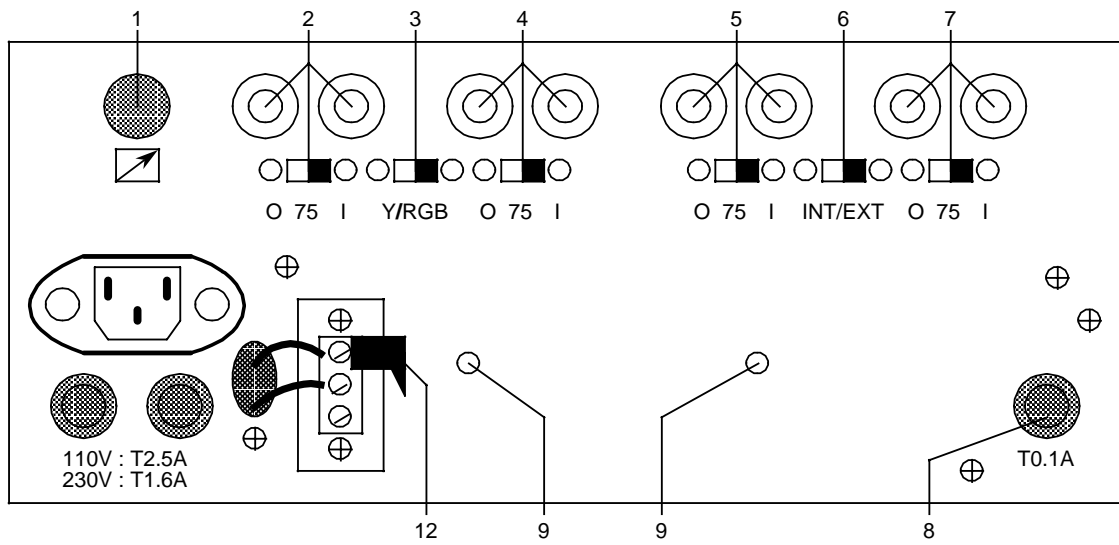 1 2 3 4 5 6 7
O 75 I Y/RGB O 75 I O 75 I INT/EXT O 75 I
110V : T2.5A
230V : T1.6A
T0.1A
12 9 9 8